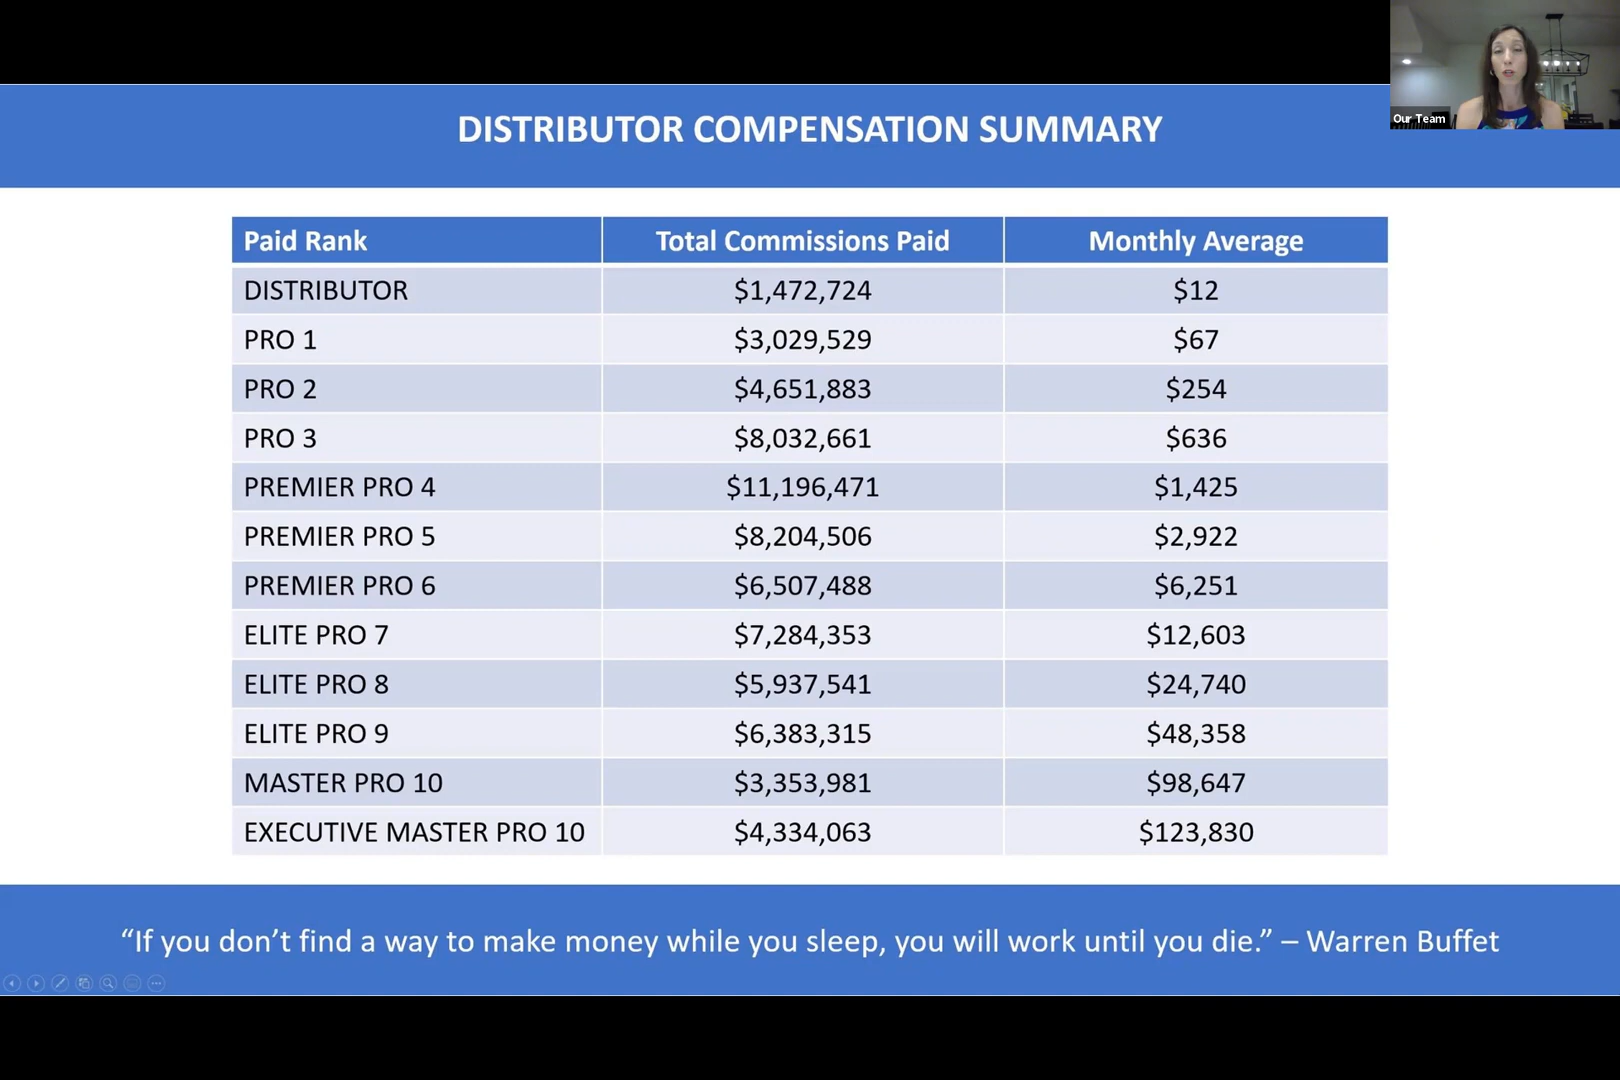 Our Team
DISTRIBUTOR COMPENSATION SUMMARY
Paid Rank Total Commissions Paid Monthly Average
DISTRIBUTOR $1,472,724 $12
PRO 1 $3,029,529 $67
PRO 2 $4,651,883 $254
PRO 3 $8,032,661 $636
PREMIER PRO 4 $11,196,471 $1,425
PREMIER PRO 5 $8,204,506 $2,922
PREMIER PRO 6 $6,507,488 $6,251
ELITE PRO 7 $7,284,353 $12,603
ELITE PRO 8 $5,937,541 $24,740
ELITE PRO 9 $6,383,315 $48,358
MASTER PRO 10 $3,353,981 $98,647
EXECUTIVE MASTER PRO 10 $4,334,063 $123,830
“If you don’t find a way to make money while you sleep, you will work until you die.” – Warren Buffet